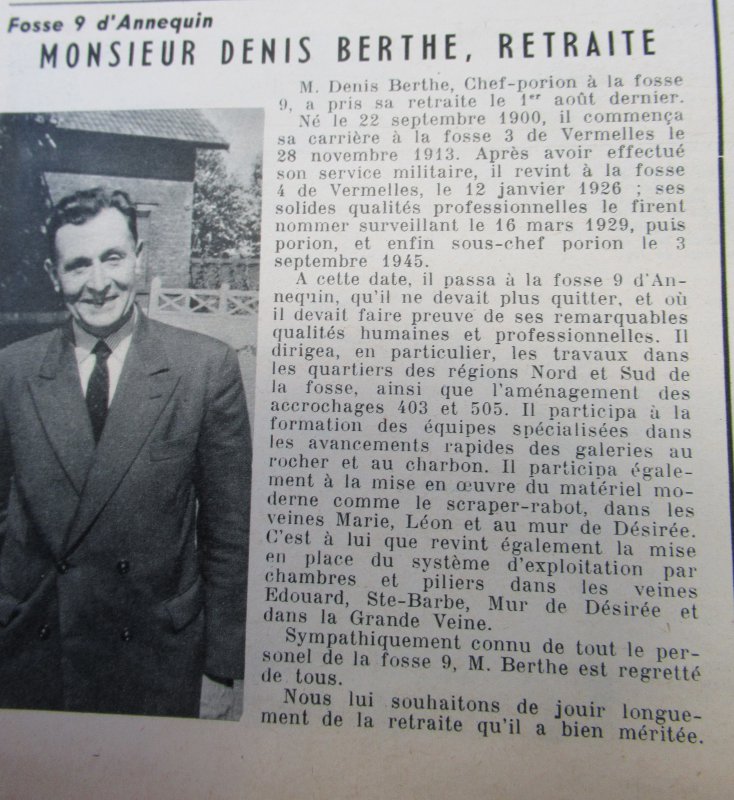 Fosse 9 d'Annequin
MONSIEUR DENIS BERTHE, RETRAITE
M. Denis Berthe, Chef-porion à la fosse
9, a pris sa retraite le 1er août dernier.
Né le 22 septembre 1900, il commença
sa carrière à la fosse 3 de Vermelles le
28 novembre 1913. Après avoir effectué
son service militaire, il revint à la fosse
4 de Vermelles, le 12 janvier 1926 ; ses
solides qualités professionnelles le firent
nommer surveillant le 16 mars 1929, puis
porion, et enfin sous-chef porion le 3
septembre 1945.
A cette date, il passa à la fosse 9 d'An-
nequin, qu'il ne devait plus quitter, et où
il devait faire preuve de ses remarquables
qualités humaines et professionnelles. Il
dirigea, en particulier, les travaux dans
les quartiers des régions Nord et Sud de
la fosse, ainsi que l'aménagement des
accrochages 403 et 505. Il participa à la
formation des équipes spécialisées dans
les avancements rapides des galeries au
rocher et au charbon. Il participa égale-
ment à la mise en œuvre du matériel mo-
derne comme le scraper-rabot, dans les
veines Marie, Léon et au mur de Désirée.
C'est à lui que revint également la mise
en place du système d'exploitation par
chambres et piliers dans les veines
Edouard, Ste-Barbe, Mur de Désirée et
dans la Grande Veine.
Sympathiquement connu de tout le per-
sonel de la fosse 9, M. Berthe est regretté
de tous.
Nous lui souhaitons de jouir longue-
ment de la retraite qu'il a bien méritée.